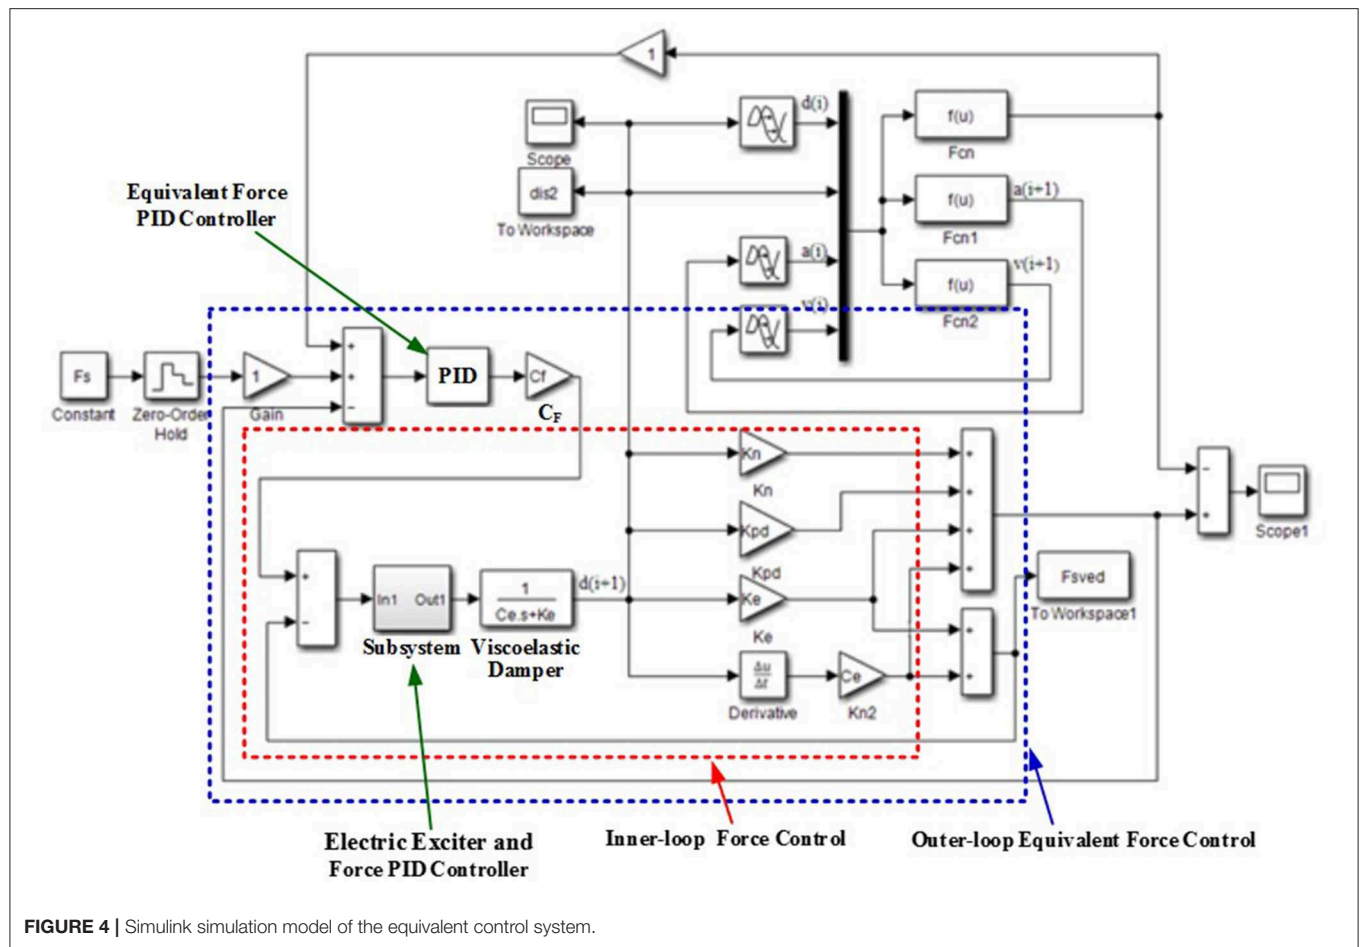 1
d(i)
f(u)
Scope
Fcn
Equivalent Force
PID Controller
dis2
To Workspace
f(u)
a(i+1)
Fcn1
a(i)
f(u)
v(i+1)
v(i)
Fcn2
+
Fs
1
+
PID
Cf
-
Constant
Zero-Order
Hold
Gain
C_F
Kn
+
-
Kn
+
+
Scope1
Kpd
+
Kpd
+
+
In1 Out1
1
Ce.s+Ke
d(i+1)
Ke
Fsved
To Workspace1
-
Ke
+
Subsystem
Viscoelastic
Damper
Δu
Δt
Ce
+
Derivative
Kn2
Electric Exciter and
Force PID Controller
Inner-loop Force Control
Outer-loop Equivalent Force Control
FIGURE 4 | Simulink simulation model of the equivalent control system.